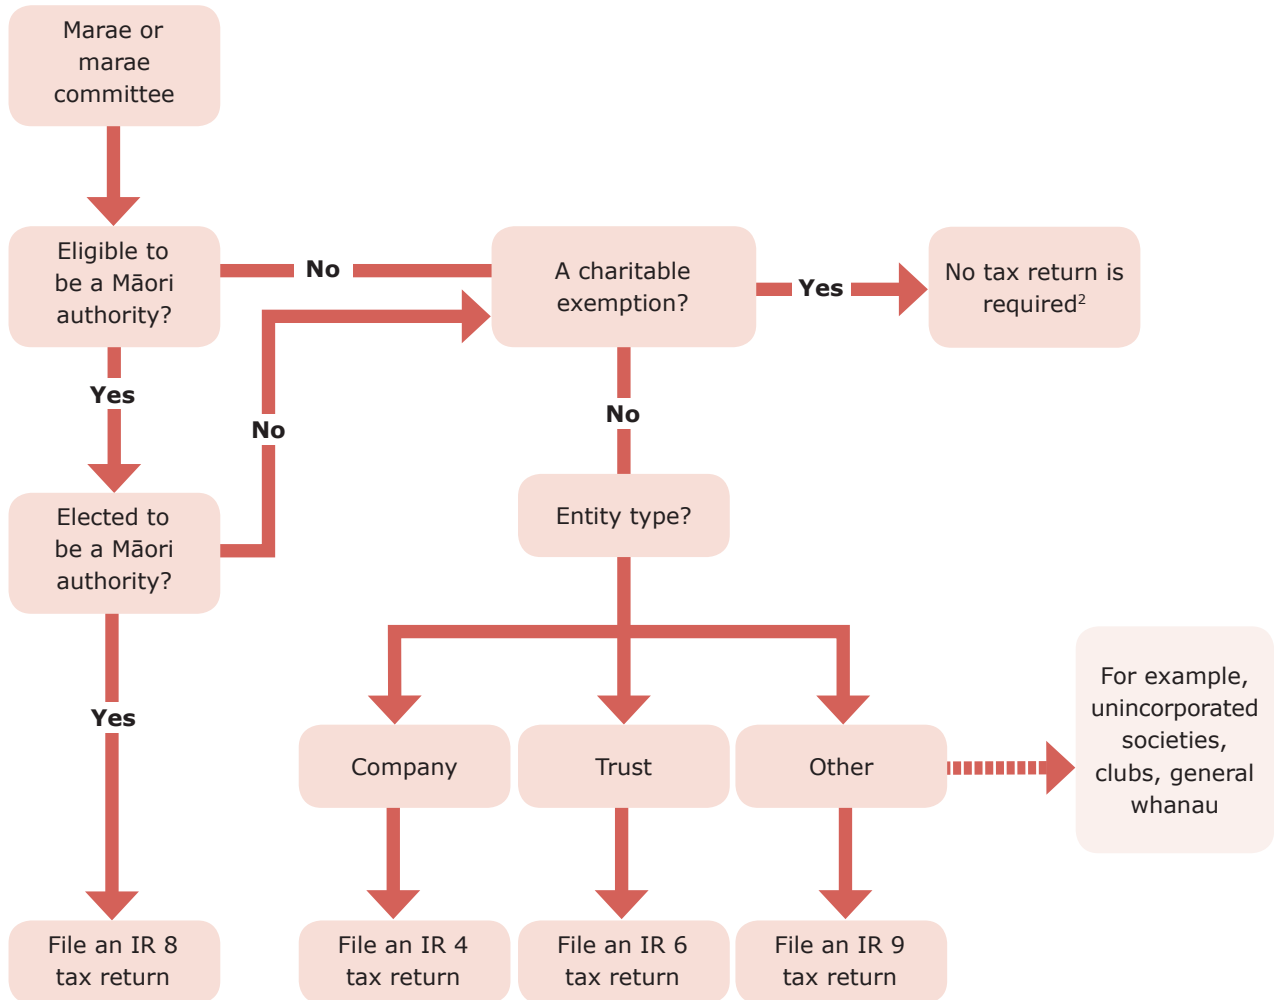 Marae or
marae
committee
Eligible to
be a Māori
authority?
No
A charitable
exemption?
Yes
No tax return is
required²
Yes
No
No
Elected to
be a Māori
authority?
Entity type?
Yes
Company
Trust
Other
For example,
unincorporated
societies,
clubs, general
whanau
File an IR 8
tax return
File an IR 4
tax return
File an IR 6
tax return
File an IR 9
tax return